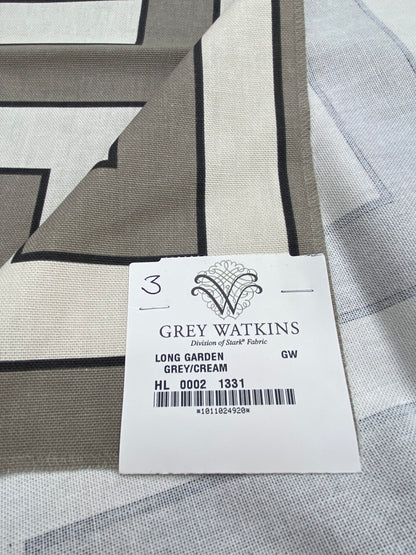 3
W
GREY WATKINS
Division of Stark® Fabric
LONG GARDEN GW
GREY/CREAM
HL 0002 1331
*1011024920*